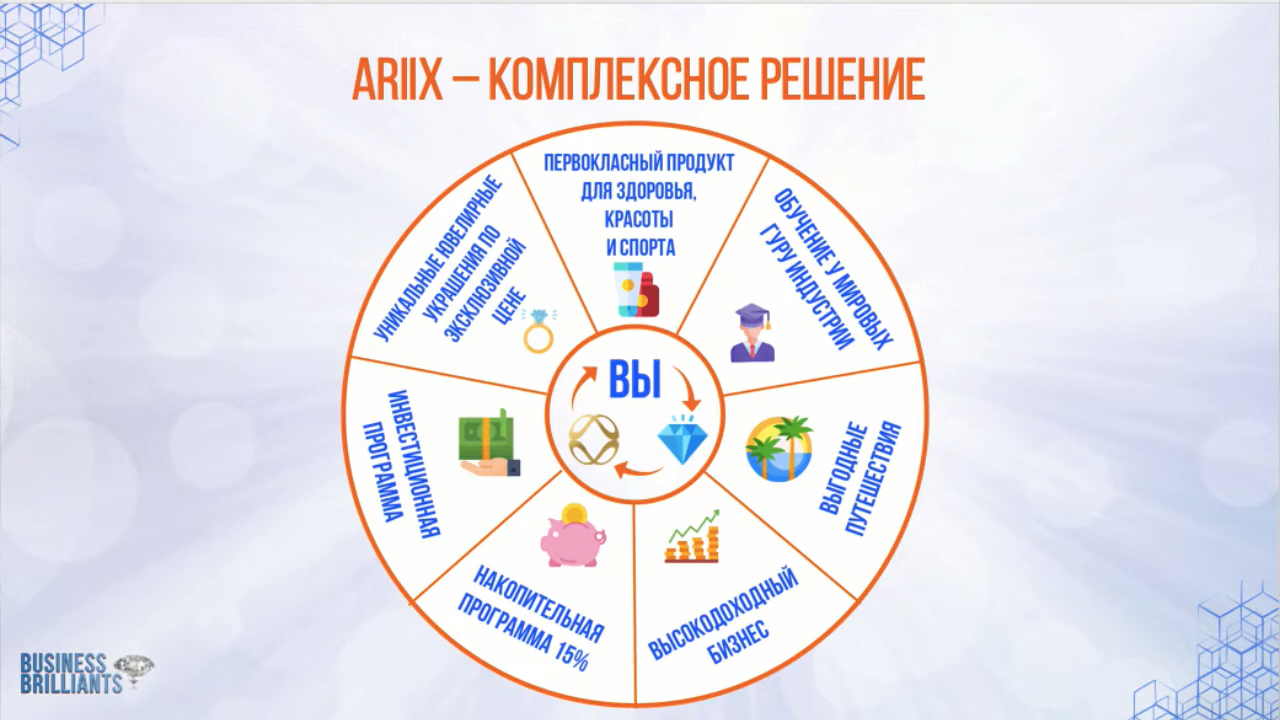 ARIIX – КОМПЛЕКСНОЕ РЕШЕНИЕ
ПЕРВОКЛАСНЫЙ ПРОДУКТ
ДЛЯ ЗДОРОВЬЯ,
КРАСОТЫ
И СПОРТА
ОБУЧЕНИЕ У МИРОВЫХ
ГУРУ ИНДУСТРИИ
ВЫГОДНЫЕ
ПУТЕШЕСТВИЯ
ВЫСОКОДОХОДНЫЙ
БИЗНЕС
НАКОПИТЕЛЬНАЯ
ПРОГРАММА 15%
ИНВЕСТИЦИОННАЯ
ПРОГРАММА
УНИКАЛЬНЫЕ ЮВЕЛИРНЫЕ
УКРАШЕНИЯ ПО
ЭКСКЛЮЗИВНОЙ
ЦЕНЕ
ВЫ
BUSINESS
BRILLIANTS